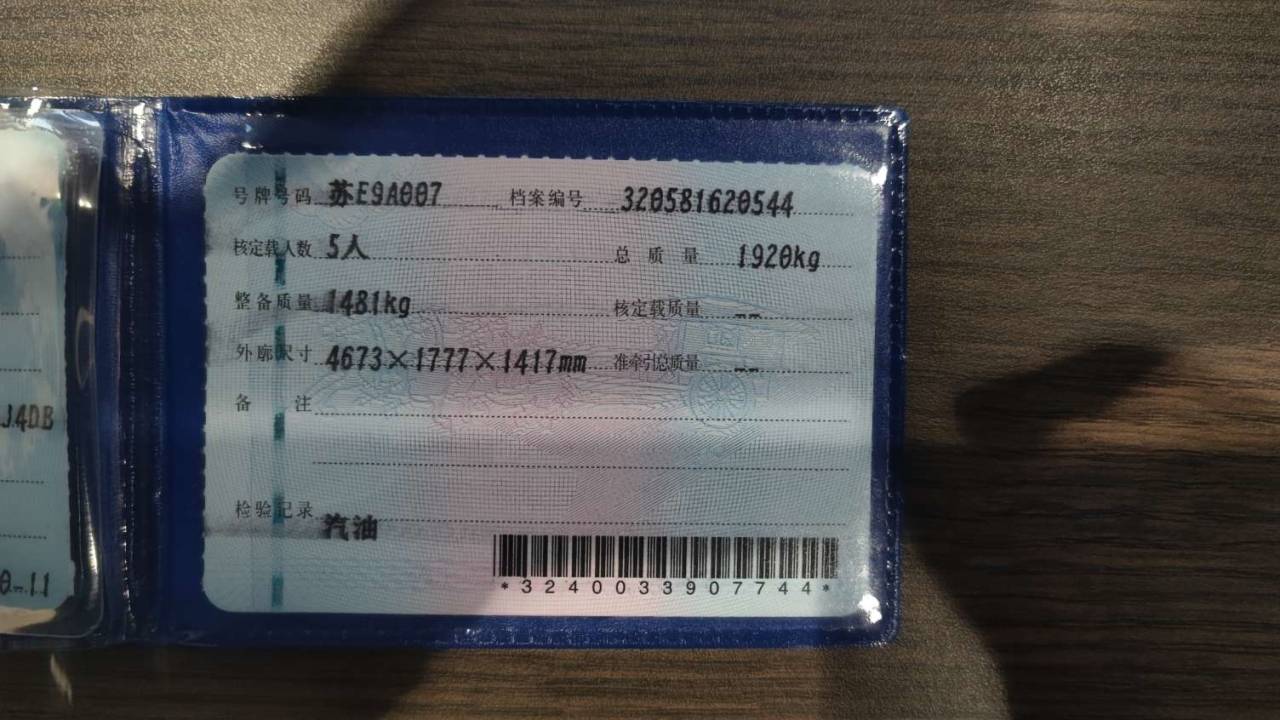 号牌号码 苏E9A007 档案编号 320581620544
核定载人数 5人 总质量 1920kg
整备质量 1481kg 核定载质量 --
外廓尺寸 4673×1777×1417mm 准牵引总质量 --
备注
检验记录 汽油
*3240033907744*
J4DB
0-11